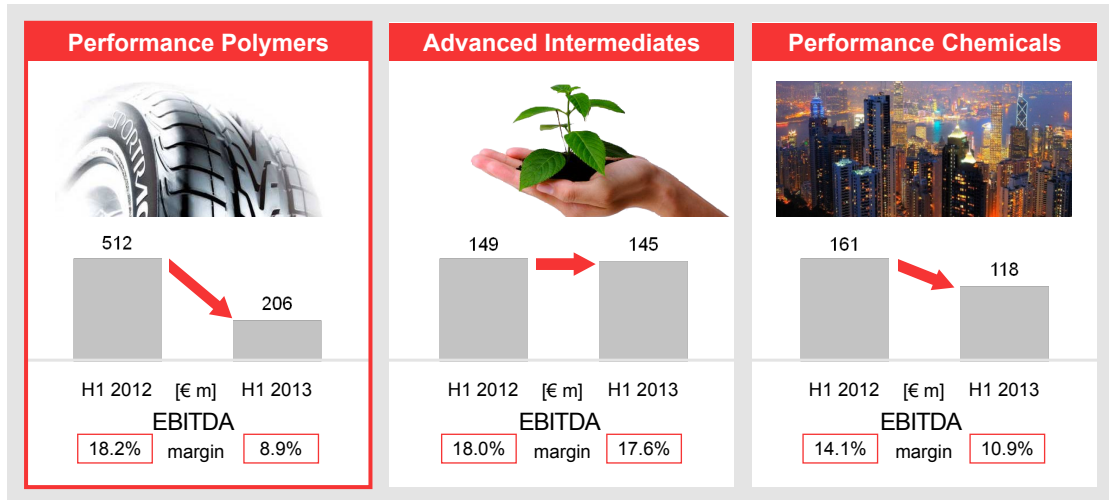 Performance Polymers
SPORTRAC
512
206
H1 2012 [€ m] H1 2013
EBITDA
18.2% margin 8.9%
Advanced Intermediates
149
145
H1 2012 [€ m] H1 2013
EBITDA
18.0% margin 17.6%
Performance Chemicals
161
118
H1 2012 [€ m] H1 2013
EBITDA
14.1% margin 10.9%